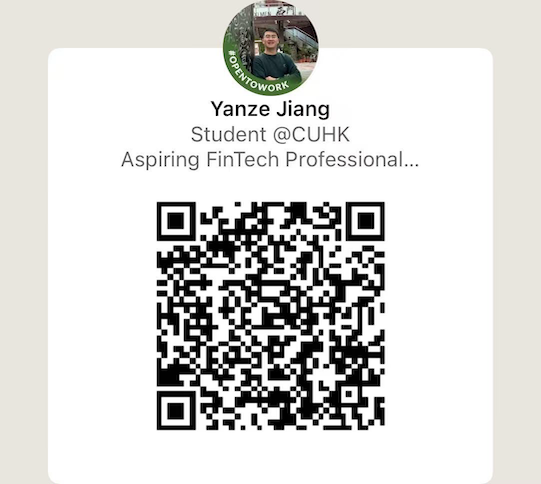 #OPENTOWORK
Yanze Jiang
Student @CUHK
Aspiring FinTech Professional...